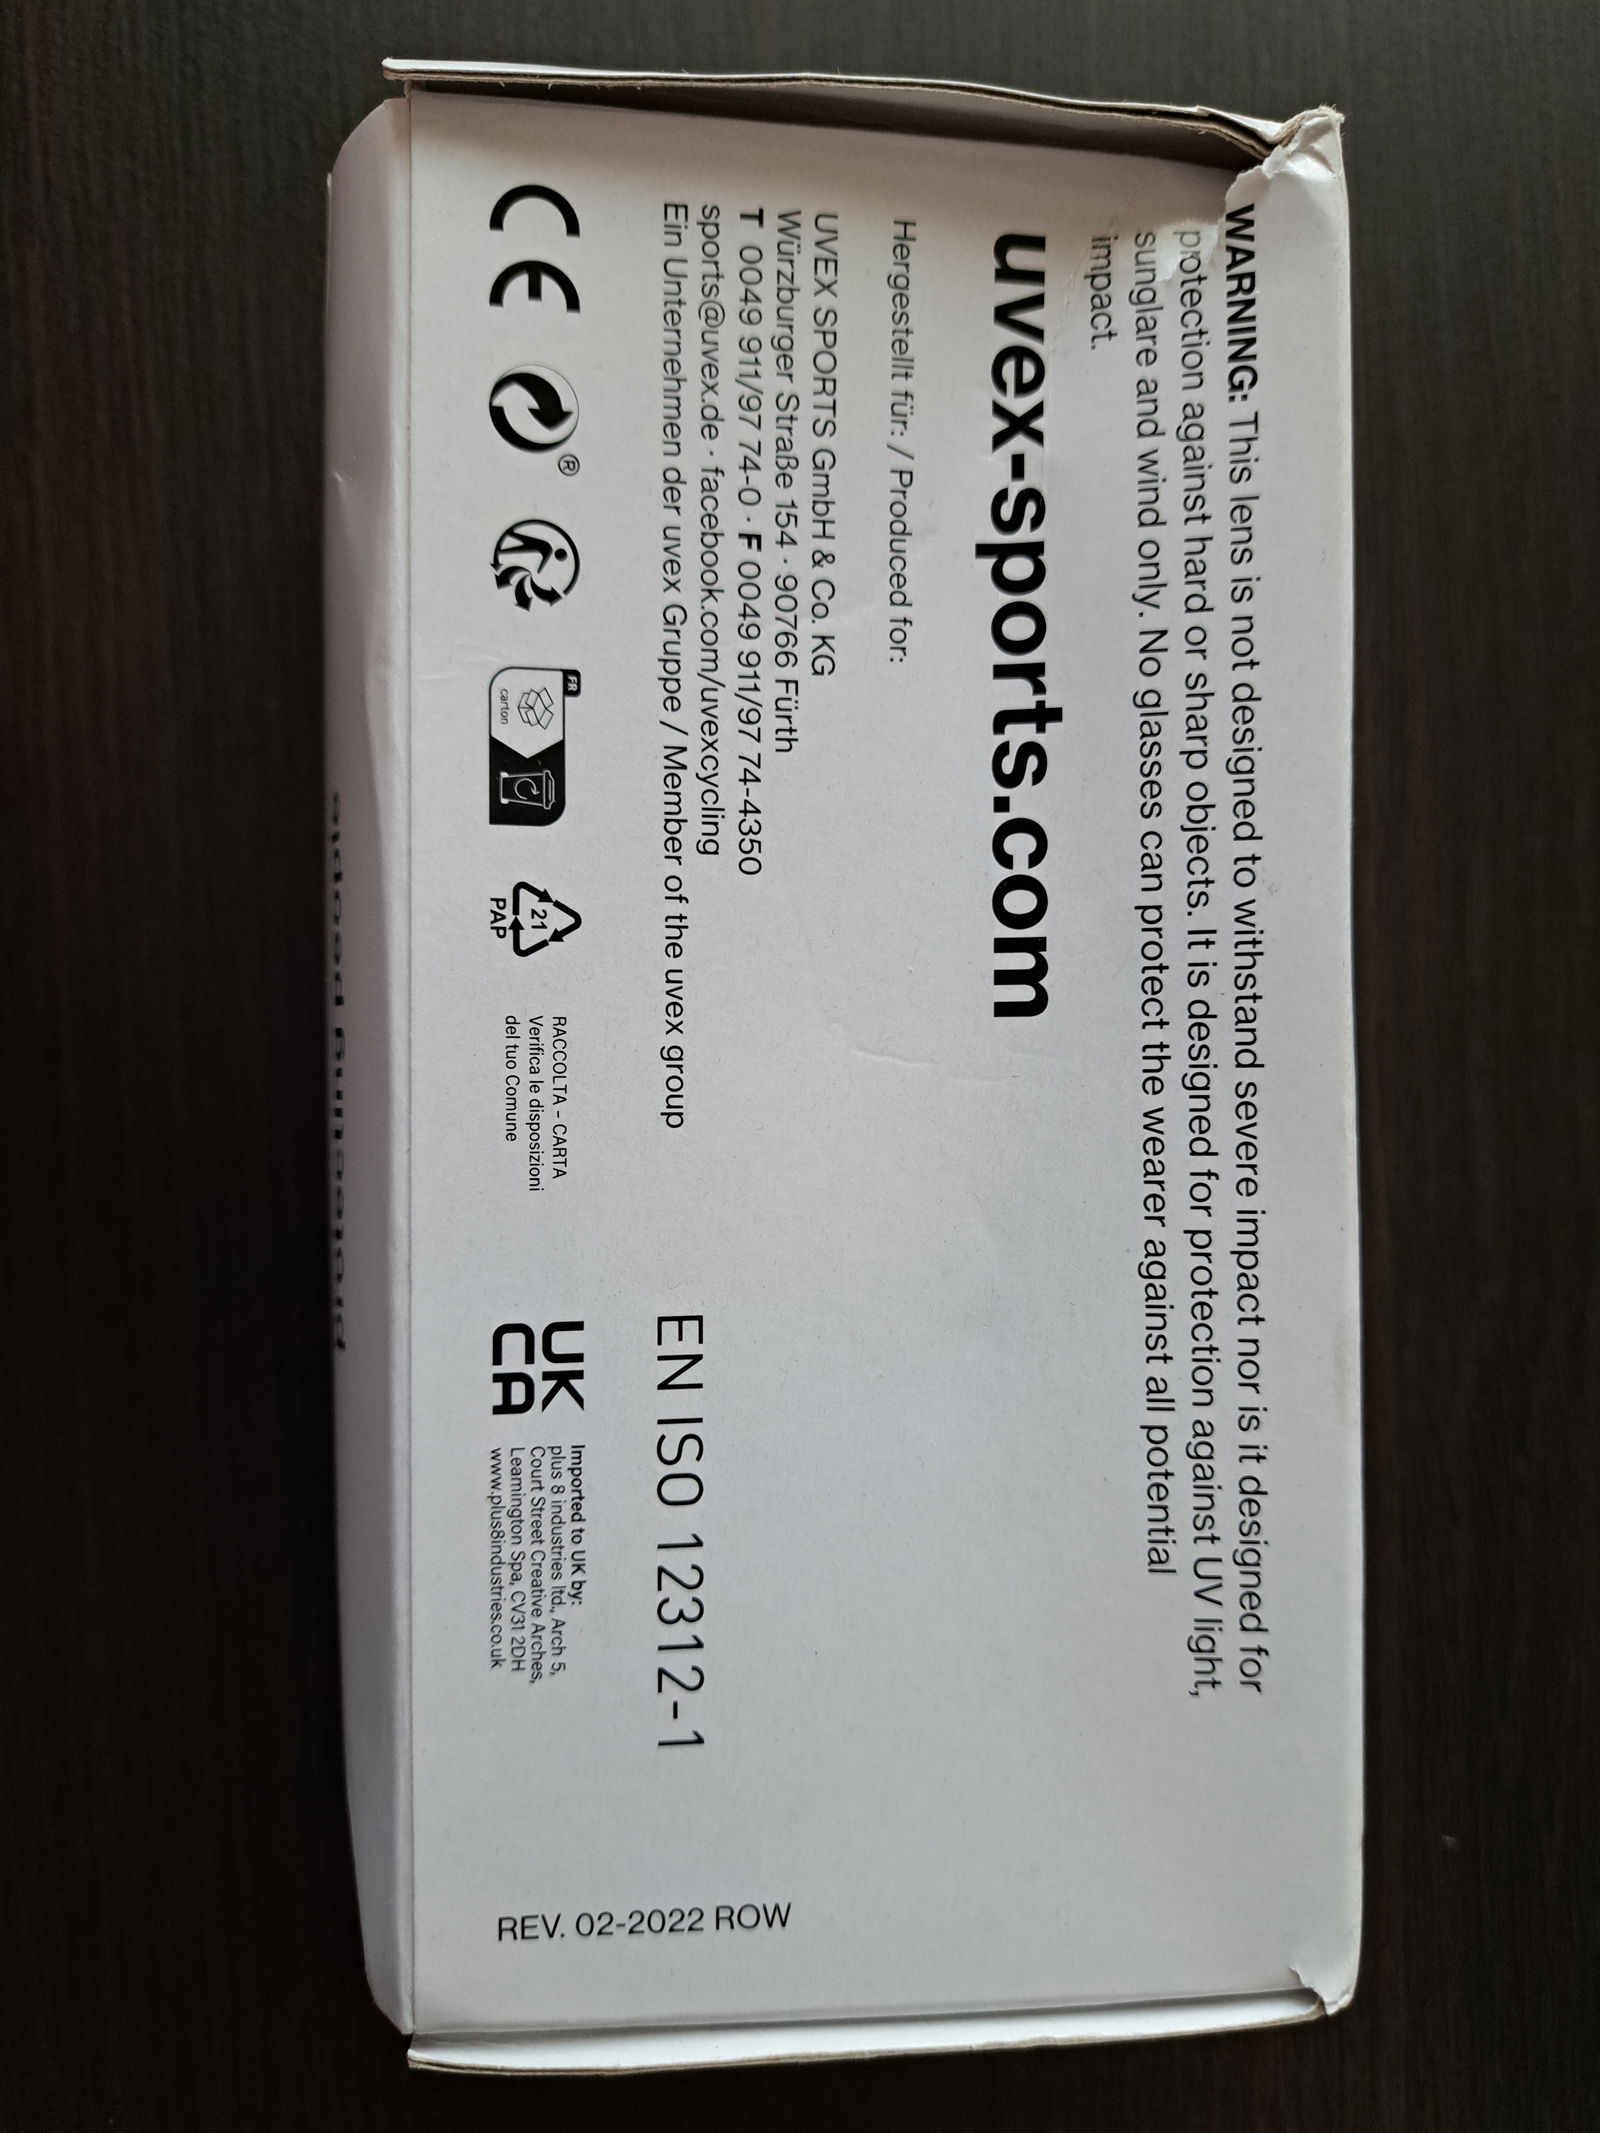 WARNING: This lens is not designed to withstand severe impact nor is it designed for
protection against hard or sharp objects. It is designed for protection against UV light,
sunglare and wind only. No glasses can protect the wearer against all potential
impact.
uvex-sports.com
Hergestellt für: / Produced for:
UVEX SPORTS GmbH & Co. KG
Würzburger Straße 154 · 90766 Fürth
T 0049 911/97 74-0 · F 0049 911/97 74-4350
sports@uvex.de · facebook.com/uvexcycling
Ein Unternehmen der uvex Gruppe / Member of the uvex group
EN ISO 12312-1
CE
®
FR
carton
21
PAP
RACCOLTA – CARTA
Verifica le disposizioni
del tuo Comune
UK
CA
Imported to UK by:
plus 8 industries ltd., Arch 5,
Court Street Creative Arches,
Leamington Spa, CV31 2DH
www.plus8industries.co.uk
REV. 02-2022 ROW
protecting people